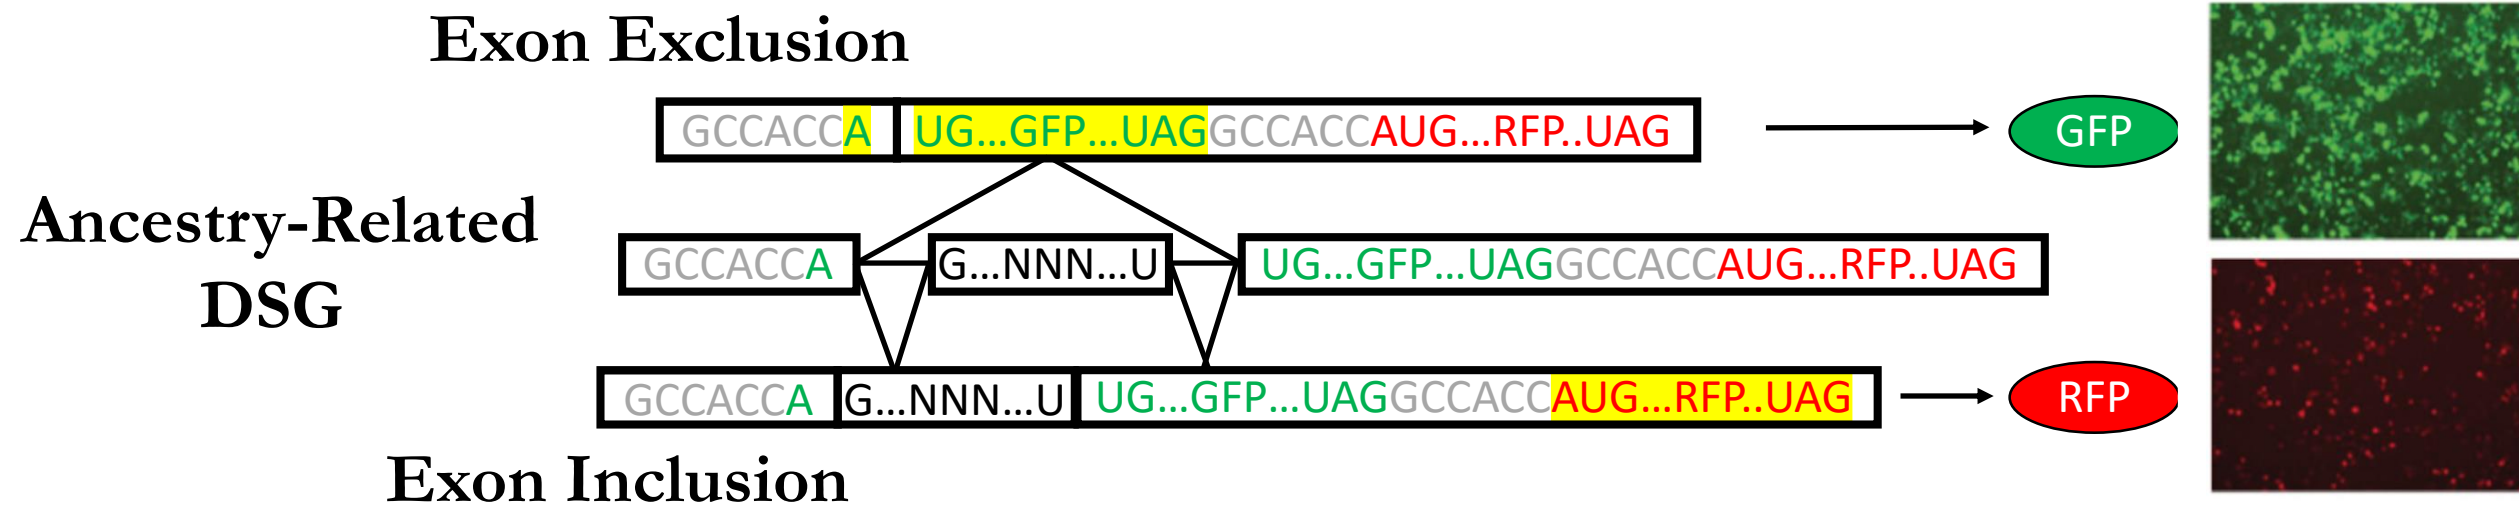 Exon Exclusion
GCCACCA UG...GFP...UAGGCCACCAUG...RFP..UAG GFP
Ancestry-Related
DSG
GCCACCA G...NNN...U UG...GFP...UAGGCCACCAUG...RFP..UAG
GCCACCA G...NNN...U UG...GFP...UAGGCCACCAUG...RFP..UAG RFP
Exon Inclusion